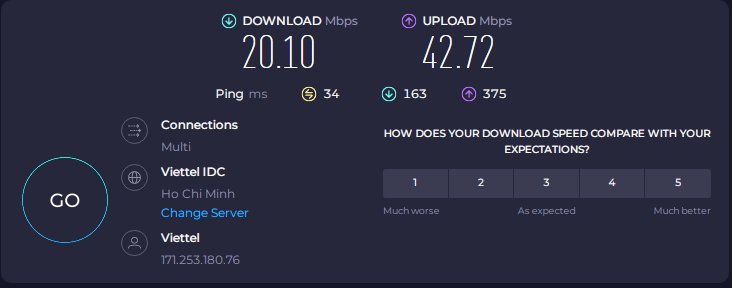 DOWNLOAD Mbps
20.10
UPLOAD Mbps
42.72
Ping ms 34 163 375
Connections
Multi
Viettel IDC
Ho Chi Minh
Change Server
Viettel
171.253.180.76
GO
HOW DOES YOUR DOWNLOAD SPEED COMPARE WITH YOUR
EXPECTATIONS?
1 2 3 4 5
Much worse As expected Much better